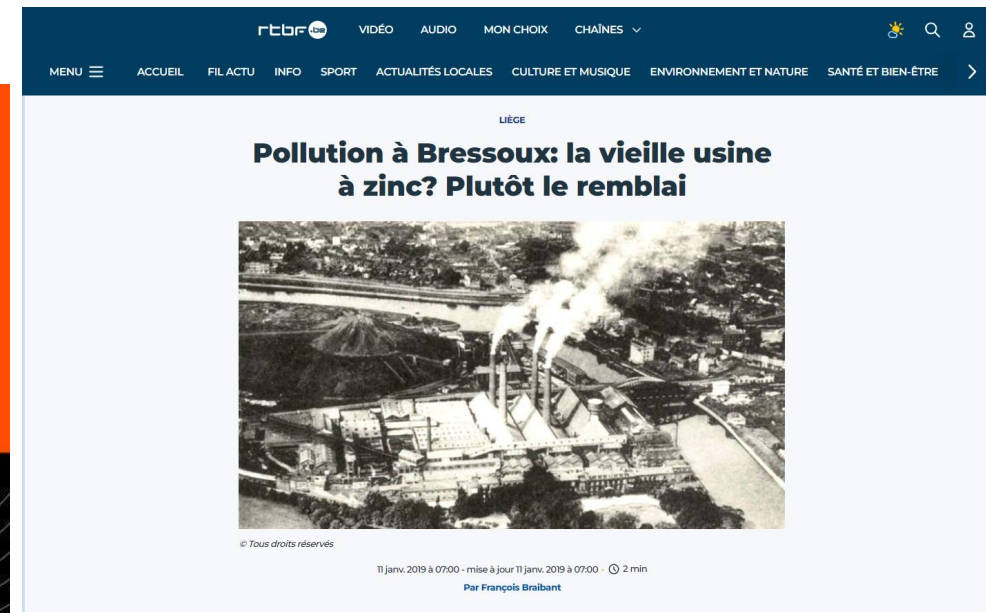 rtbf.be VIDÉO AUDIO MON CHOIX CHAÎNES
MENU ACCUEIL FIL ACTU INFO SPORT ACTUALITÉS LOCALES CULTURE ET MUSIQUE ENVIRONNEMENT ET NATURE SANTÉ ET BIEN-ÊTRE
LIÈGE
Pollution à Bressoux: la vieille usine
à zinc? Plutôt le remblai
© Tous droits réservés
11 janv. 2019 à 07:00 - mise à jour 11 janv. 2019 à 07:00 · 2 min
Par François Braibant